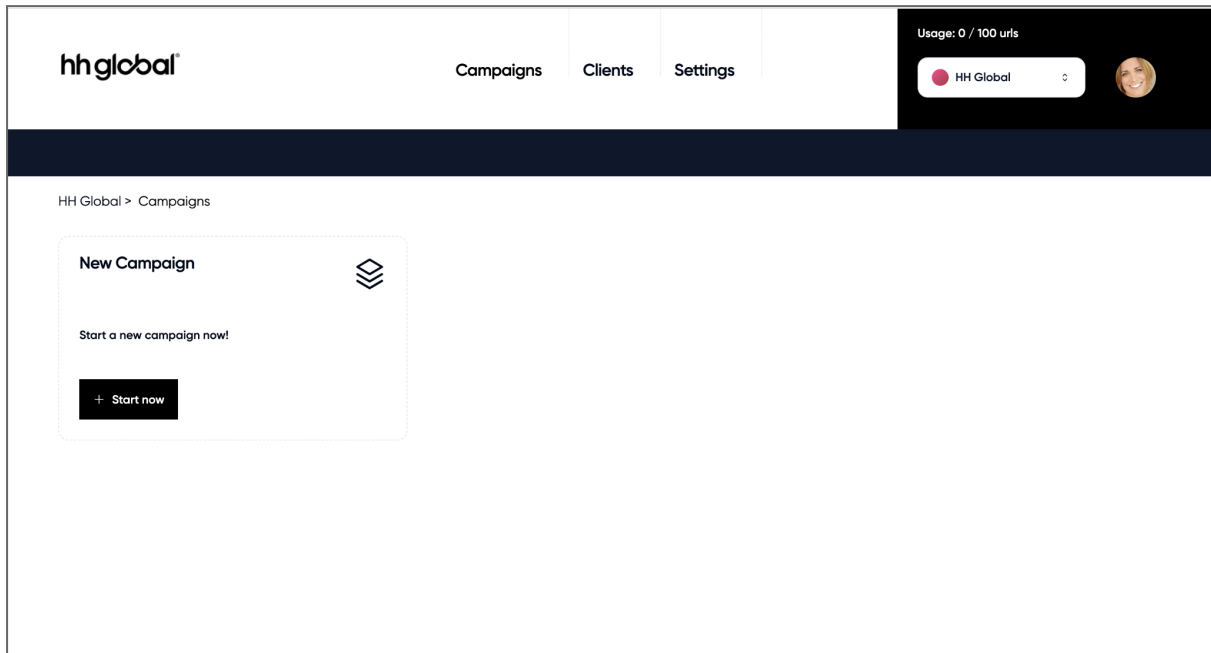 hhglobal®
Campaigns Clients Settings
Usage: 0 / 100 urls
HH Global
HH Global > Campaigns
New Campaign
Start a new campaign now!
+ Start now